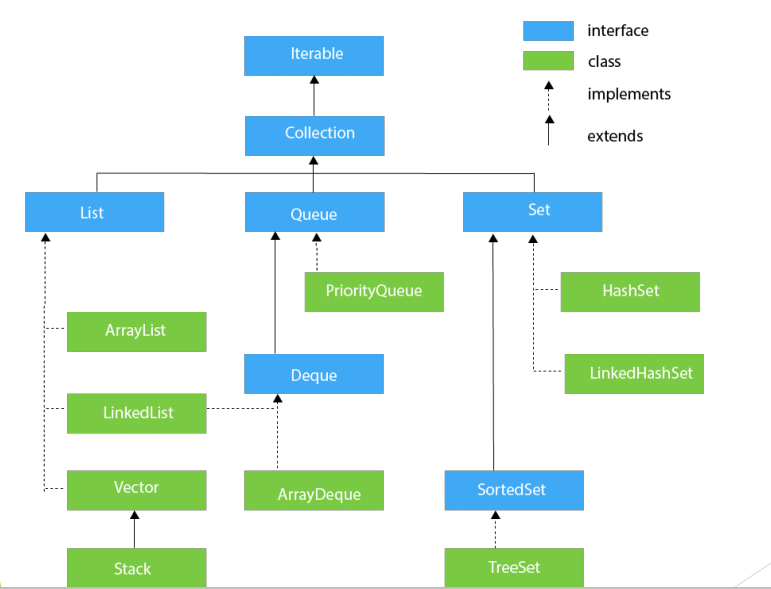 interface
Iterable
class
implements
Collection
extends
List
Queue
Set
PriorityQueue
HashSet
ArrayList
Deque
LinkedHashSet
LinkedList
Vector
ArrayDeque
SortedSet
Stack
TreeSet